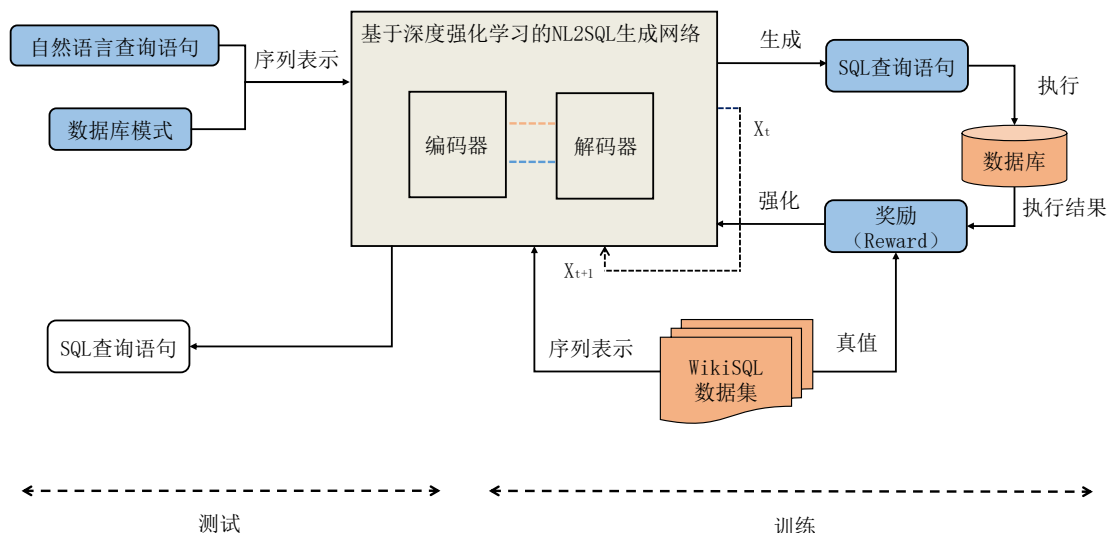 基于深度强化学习的NL2SQL生成网络
自然语言查询语句
序列表示
数据库模式
编码器
解码器
生成
SQL查询语句
执行
Xt
数据库
执行结果
强化
奖励
（Reward）
Xt+1
SQL查询语句
序列表示
WikiSQL
数据集
真值
测试
训练